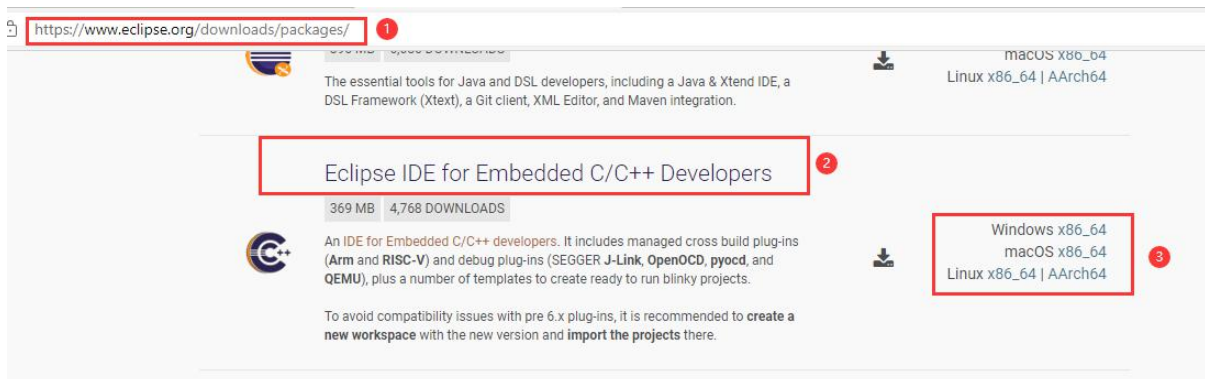 https://www.eclipse.org/downloads/packages/
1
macOS x86_64
The essential tools for Java and DSL developers, including a Java & Xtend IDE, a
Linux x86_64 | AArch64
DSL Framework (Xtext), a Git client, XML Editor, and Maven integration.
Eclipse IDE for Embedded C/C++ Developers
2
369 MB 4,768 DOWNLOADS
An IDE for Embedded C/C++ developers. It includes managed cross build plug-ins
(Arm and RISC-V) and debug plug-ins (SEGGER J-Link, OpenOCD, pyocd, and
QEMU), plus a number of templates to create ready to run blinky projects.
To avoid compatibility issues with pre 6.x plug-ins, it is recommended to create a
new workspace with the new version and import the projects there.
C++
Windows x86_64
macOS x86_64
Linux x86_64 | AArch64
3